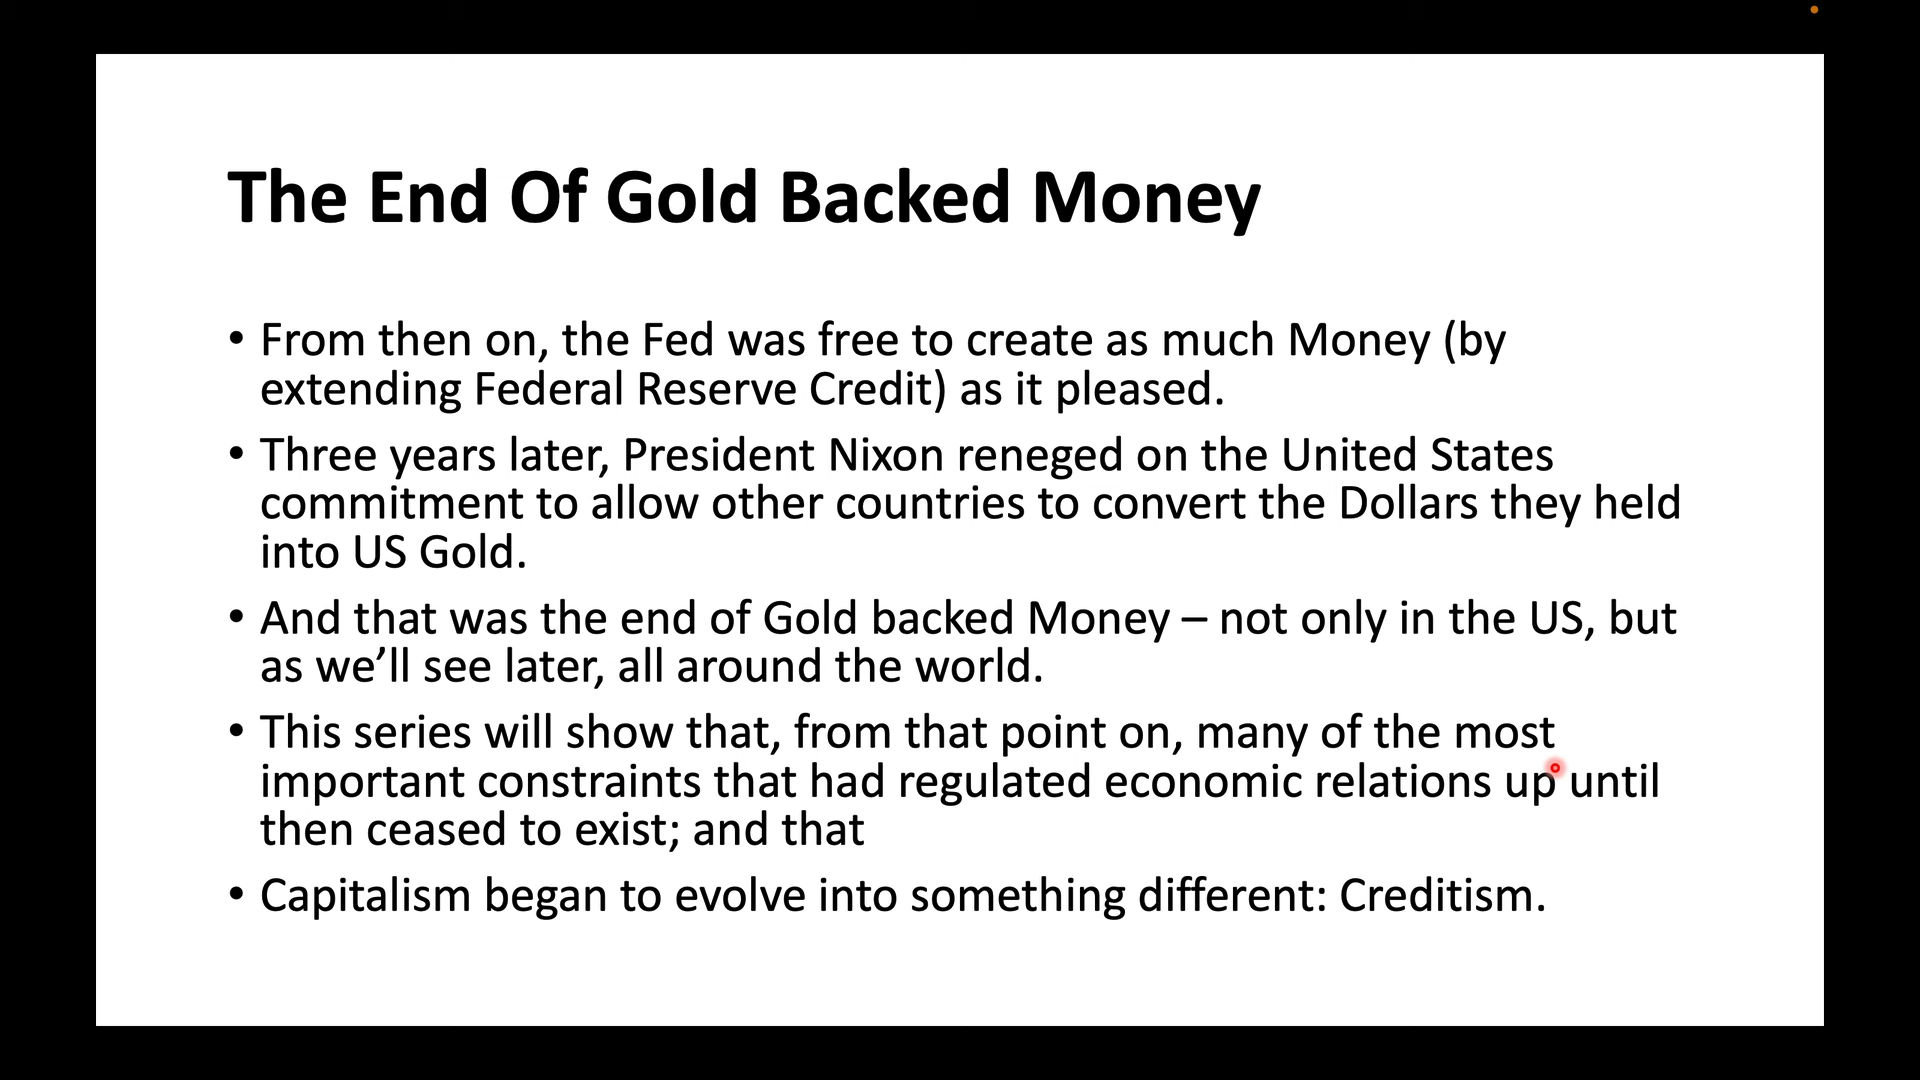 The End Of Gold Backed Money
• From then on, the Fed was free to create as much Money (by
extending Federal Reserve Credit) as it pleased.
• Three years later, President Nixon reneged on the United States
commitment to allow other countries to convert the Dollars they held
into US Gold.
• And that was the end of Gold backed Money – not only in the US, but
as we’ll see later, all around the world.
• This series will show that, from that point on, many of the most
important constraints that had regulated economic relations up until
then ceased to exist; and that
• Capitalism began to evolve into something different: Creditism.